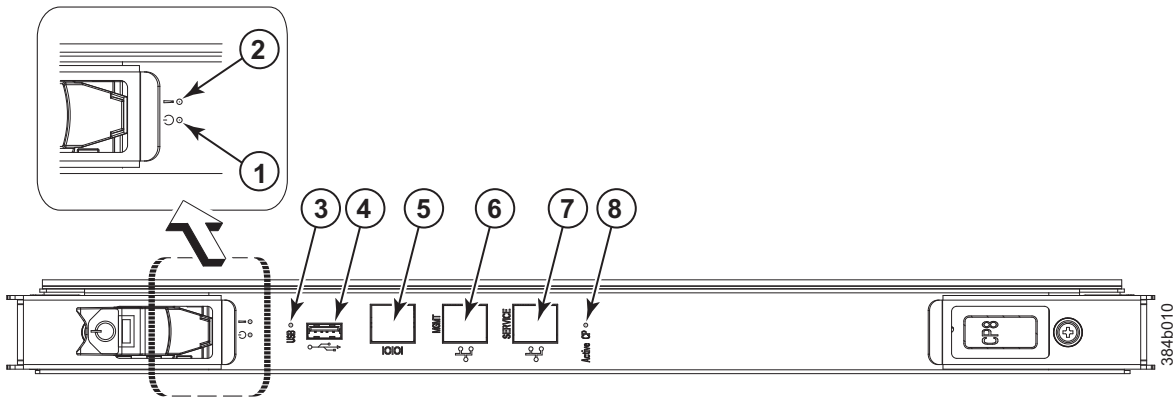 2
1
3
4
5
6
7
8
USB
IOIOI
MGMT
SERVICE
Active CP
CP8
384b010